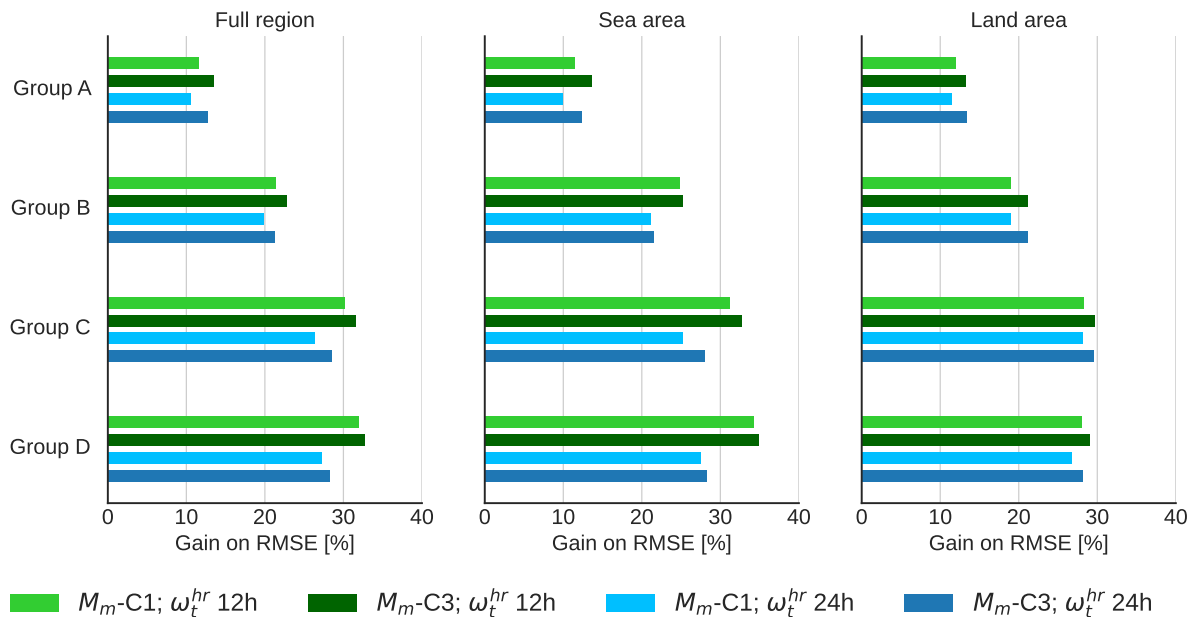 Full region Sea area Land area
Group A
Group B
Group C
Group D
0 10 20 30 40 0 10 20 30 40 0 10 20 30 40
Gain on RMSE [%] Gain on RMSE [%] Gain on RMSE [%]
M_m-C1; ω_t^hr 12h M_m-C3; ω_t^hr 12h M_m-C1; ω_t^hr 24h M_m-C3; ω_t^hr 24h